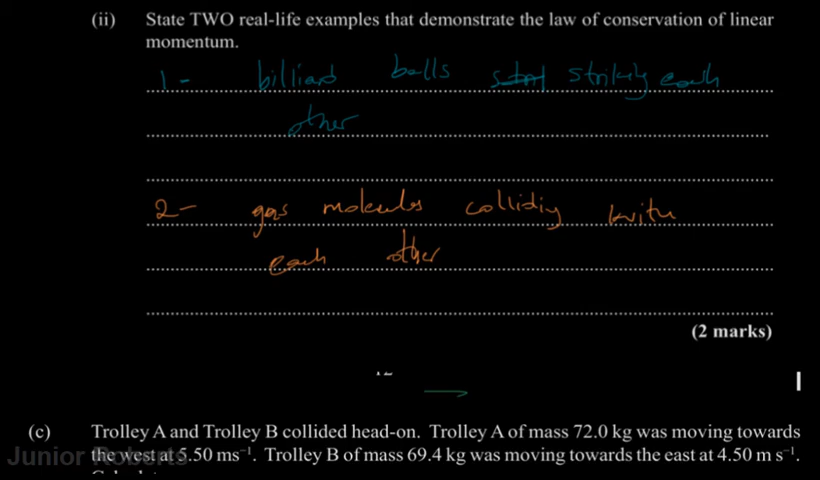 (ii) State TWO real-life examples that demonstrate the law of conservation of linear
momentum.
1- billiard balls striking each
other
2- gas molecules collidiy with
each other
(2 marks)
(c) Trolley A and Trolley B collided head-on. Trolley A of mass 72.0 kg was moving towards
the west at 5.50 ms⁻¹. Trolley B of mass 69.4 kg was moving towards the east at 4.50 m s⁻¹.
Junior Roberts